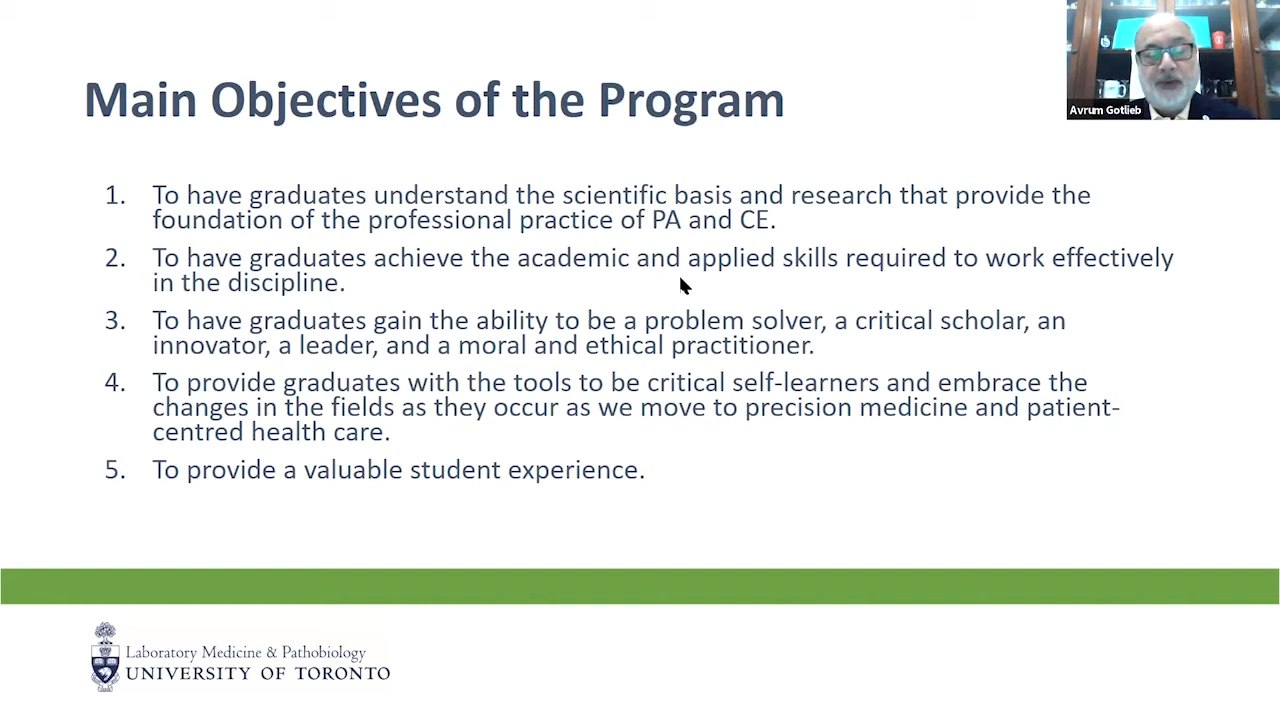 Main Objectives of the Program
Avrum Gotlieb
1. To have graduates understand the scientific basis and research that provide the
foundation of the professional practice of PA and CE.
2. To have graduates achieve the academic and applied skills required to work effectively
in the discipline.
3. To have graduates gain the ability to be a problem solver, a critical scholar, an
innovator, a leader, and a moral and ethical practitioner.
4. To provide graduates with the tools to be critical self-learners and embrace the
changes in the fields as they occur as we move to precision medicine and patient-
centred health care.
5. To provide a valuable student experience.
Laboratory Medicine & Pathobiology
UNIVERSITY OF TORONTO